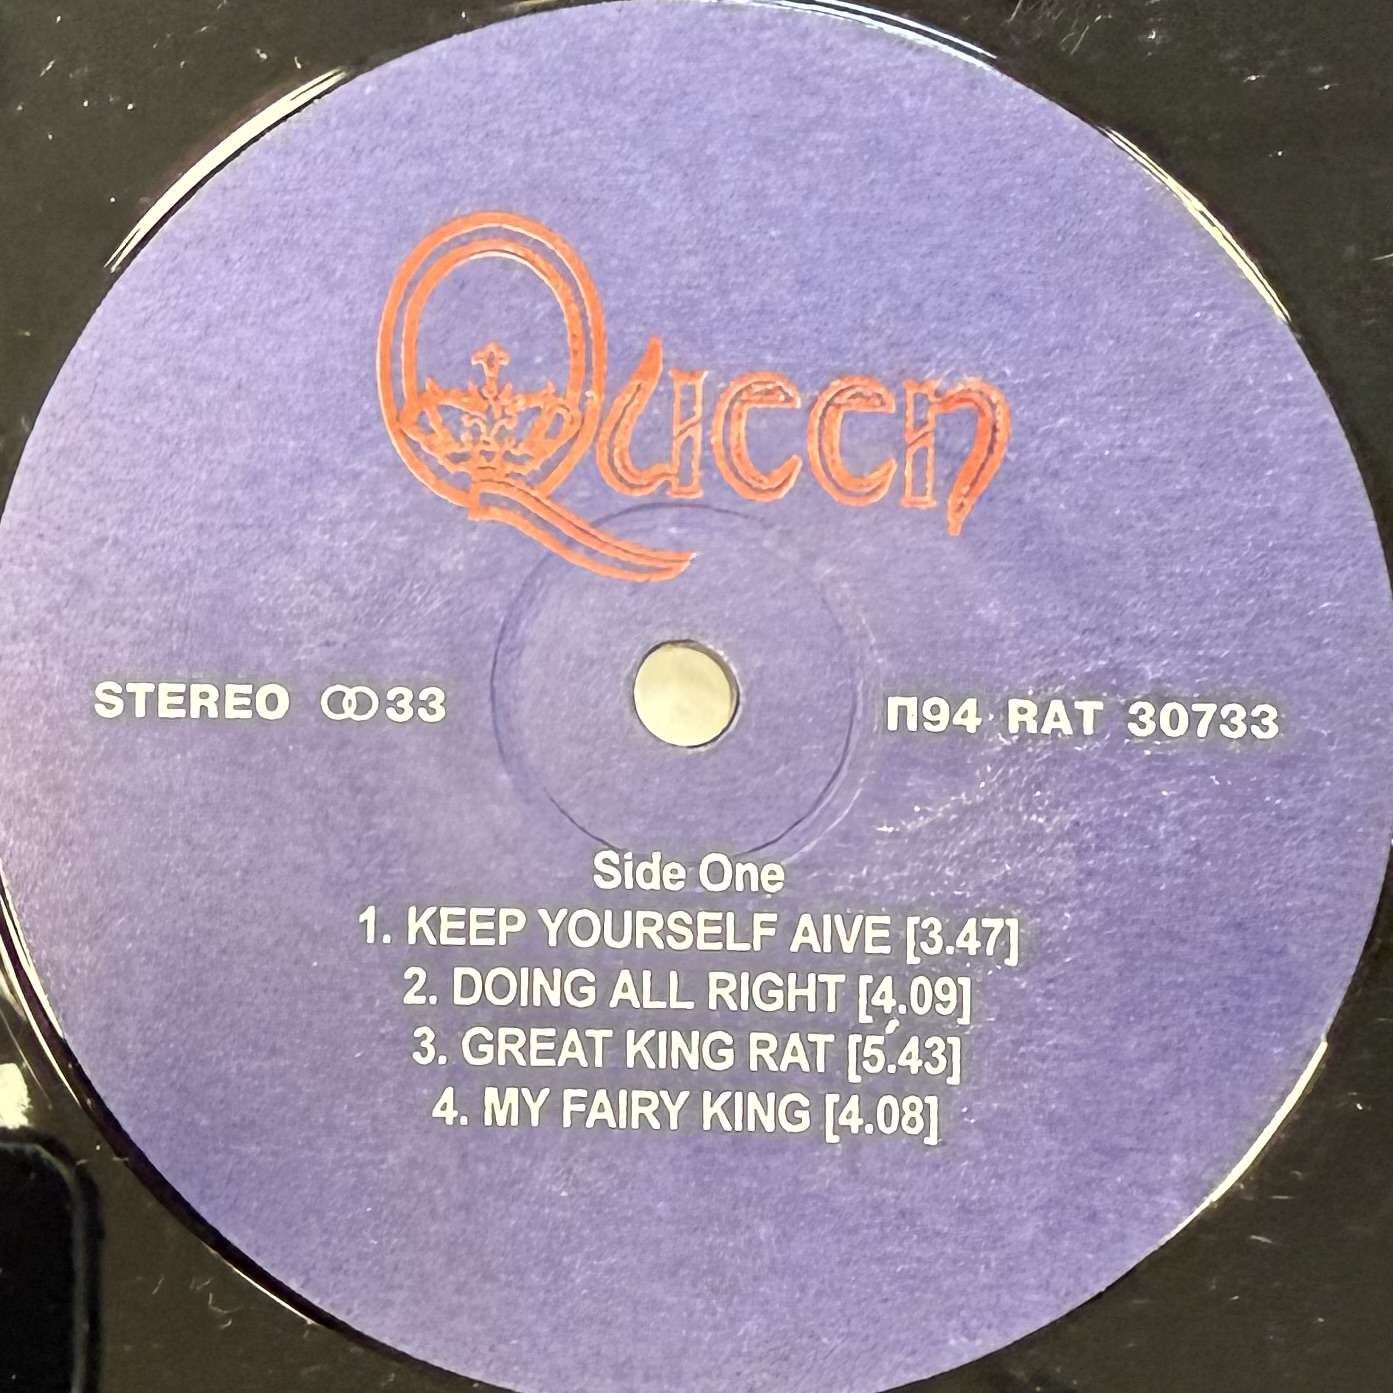 Queen
STEREO ↀ33 П94 RAT 30733
Side One
1. KEEP YOURSELF AIVE [3.47]
2. DOING ALL RIGHT [4.09]
3. GREAT KING RAT [5.43]
4. MY FAIRY KING [4.08]